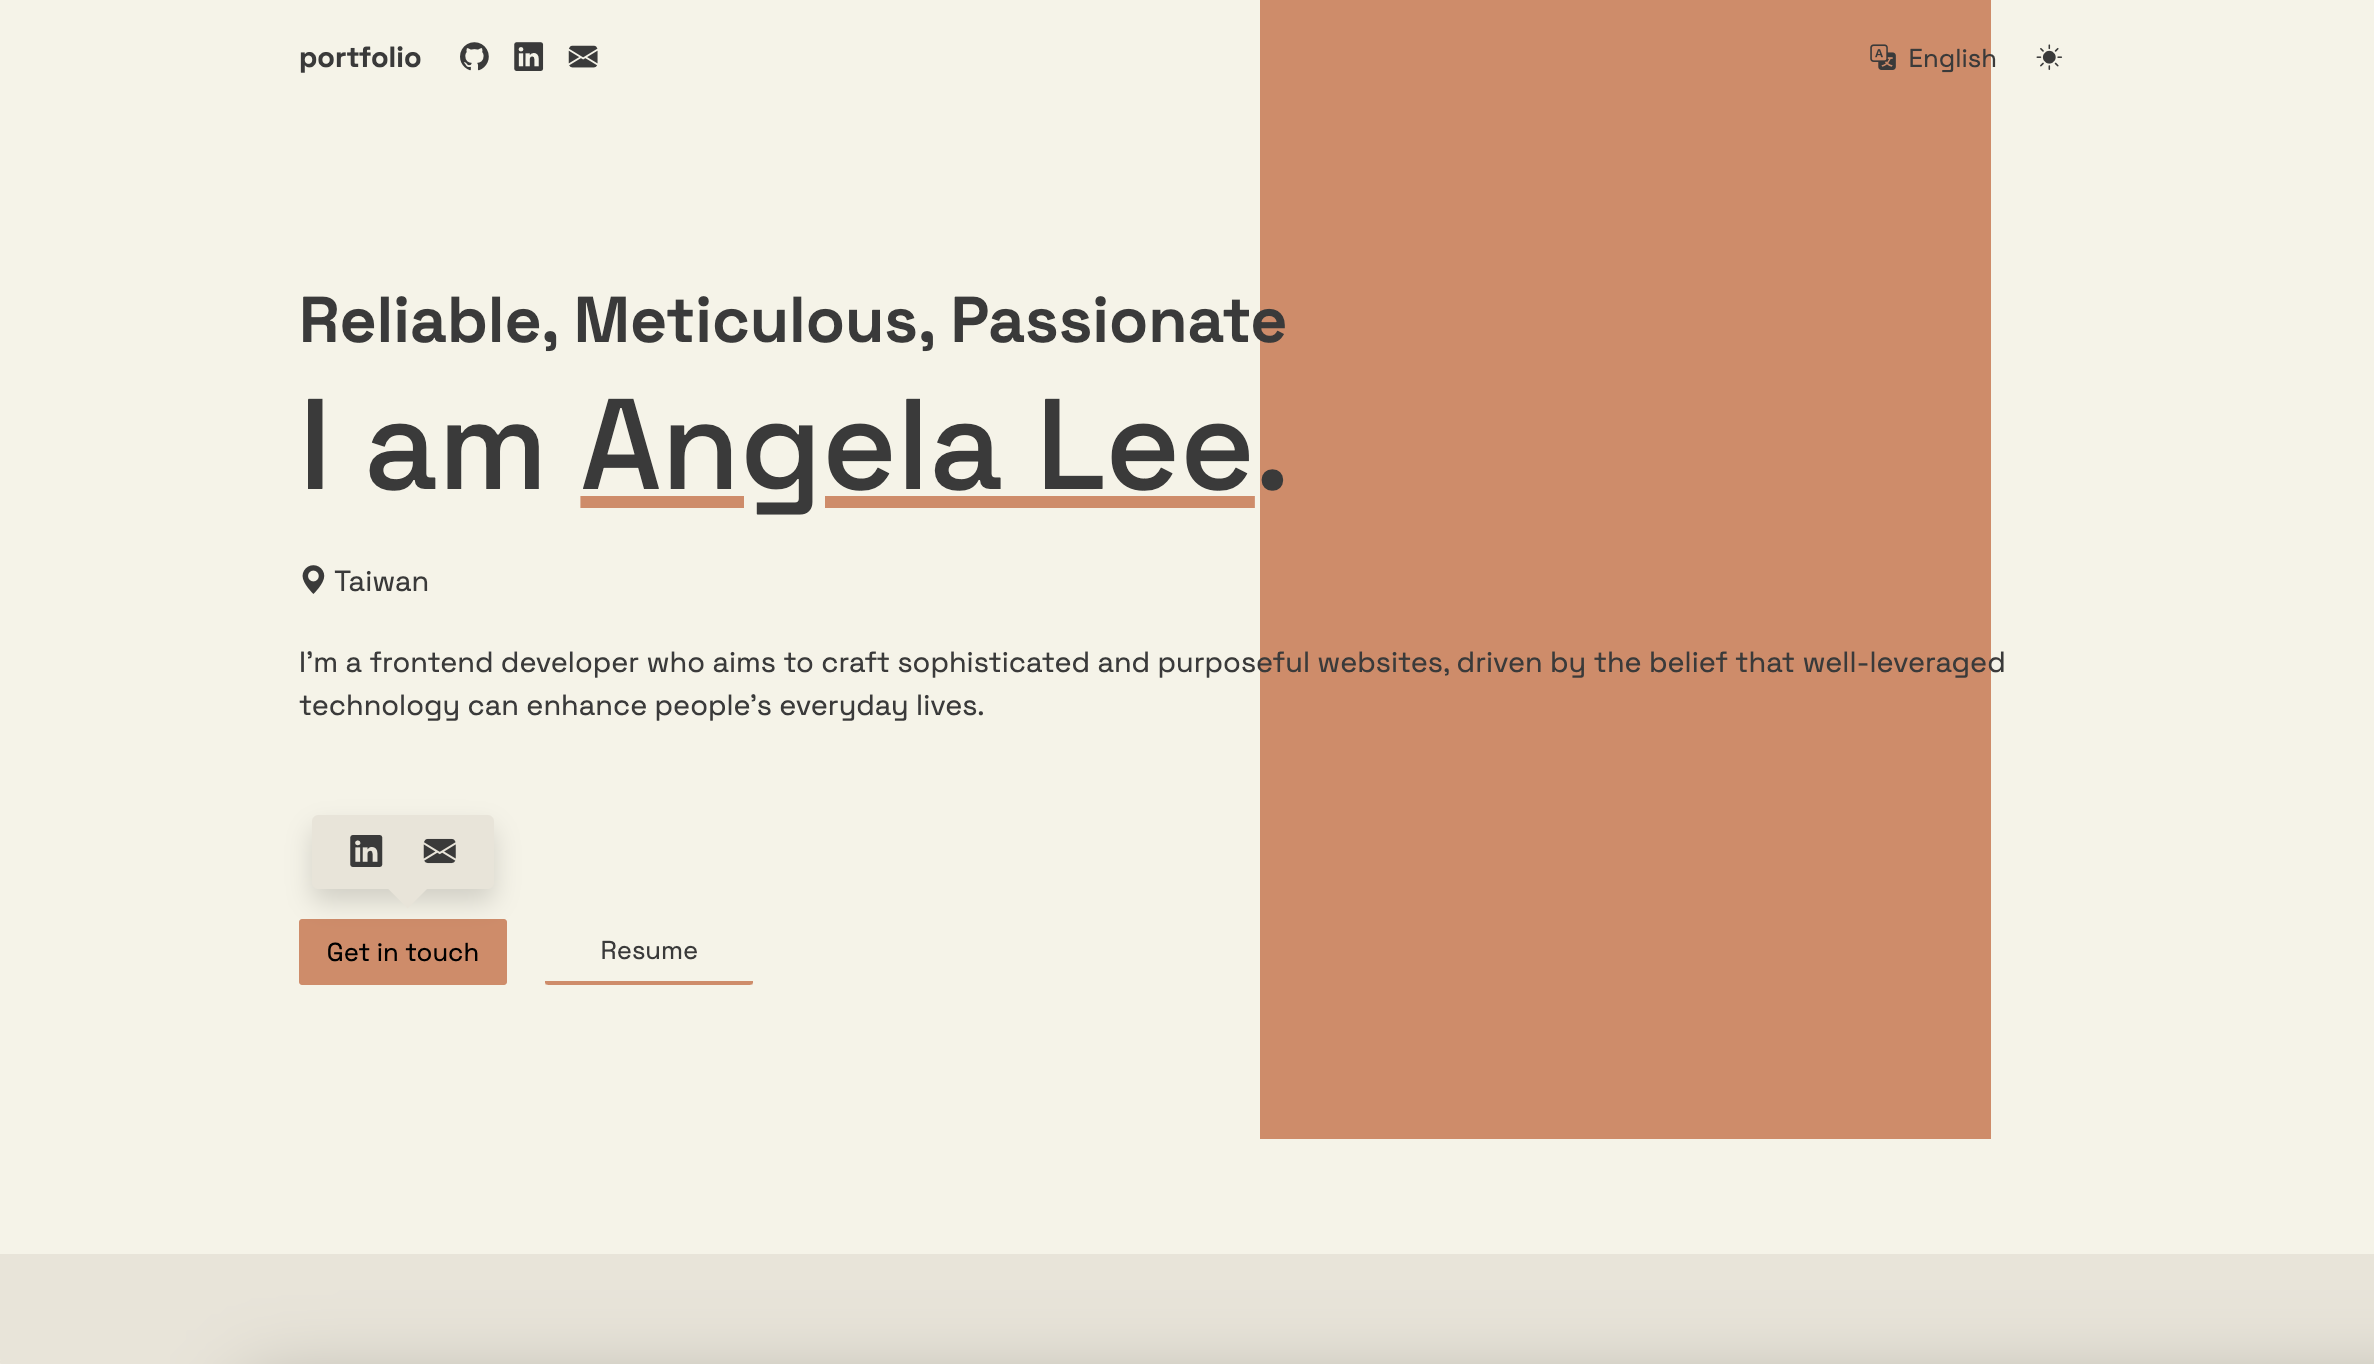 portfolio
English
Reliable, Meticulous, Passionate
I am Angela Lee.
Taiwan
I’m a frontend developer who aims to craft sophisticated and purposeful websites, driven by the belief that well-leveraged
technology can enhance people’s everyday lives.
Get in touch
Resume